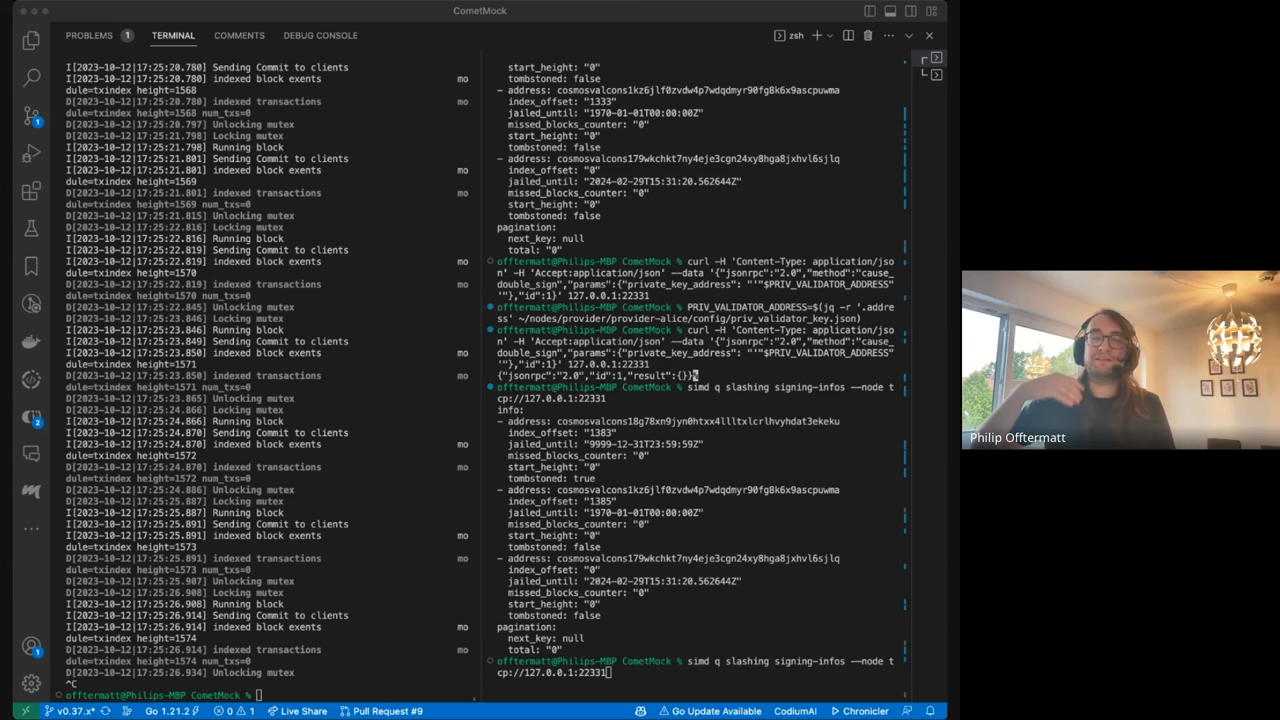 CometMock
PROBLEMS 1 TERMINAL COMMENTS DEBUG CONSOLE
zsh
I[2023-10-12|17:25:20.780] Sending Commit to clients
I[2023-10-12|17:25:20.780] indexed block exents mo
dule=txindex height=1568
D[2023-10-12|17:25:20.780] indexed transactions mo
dule=txindex height=1568 num_txs=0
D[2023-10-12|17:25:20.797] Unlocking mutex
D[2023-10-12|17:25:21.798] Locking mutex
I[2023-10-12|17:25:21.798] Running block
I[2023-10-12|17:25:21.801] Sending Commit to clients
I[2023-10-12|17:25:21.801] indexed block exents mo
dule=txindex height=1569
D[2023-10-12|17:25:21.801] indexed transactions mo
dule=txindex height=1569 num_txs=0
D[2023-10-12|17:25:21.815] Unlocking mutex
D[2023-10-12|17:25:22.816] Locking mutex
I[2023-10-12|17:25:22.816] Running block
I[2023-10-12|17:25:22.819] Sending Commit to clients
I[2023-10-12|17:25:22.819] indexed block exents mo
dule=txindex height=1570
D[2023-10-12|17:25:22.819] indexed transactions mo
dule=txindex height=1570 num_txs=0
D[2023-10-12|17:25:22.845] Unlocking mutex
D[2023-10-12|17:25:23.846] Locking mutex
I[2023-10-12|17:25:23.846] Running block
I[2023-10-12|17:25:23.849] Sending Commit to clients
I[2023-10-12|17:25:23.850] indexed block exents mo
dule=txindex height=1571
D[2023-10-12|17:25:23.850] indexed transactions mo
dule=txindex height=1571 num_txs=0
D[2023-10-12|17:25:23.865] Unlocking mutex
D[2023-10-12|17:25:24.866] Locking mutex
I[2023-10-12|17:25:24.866] Running block
I[2023-10-12|17:25:24.870] Sending Commit to clients
I[2023-10-12|17:25:24.870] indexed block exents mo
dule=txindex height=1572
D[2023-10-12|17:25:24.870] indexed transactions mo
dule=txindex height=1572 num_txs=0
D[2023-10-12|17:25:24.886] Unlocking mutex
D[2023-10-12|17:25:25.887] Locking mutex
I[2023-10-12|17:25:25.887] Running block
I[2023-10-12|17:25:25.891] Sending Commit to clients
I[2023-10-12|17:25:25.891] indexed block exents mo
dule=txindex height=1573
D[2023-10-12|17:25:25.891] indexed transactions mo
dule=txindex height=1573 num_txs=0
D[2023-10-12|17:25:25.907] Unlocking mutex
D[2023-10-12|17:25:26.908] Locking mutex
I[2023-10-12|17:25:26.908] Running block
I[2023-10-12|17:25:26.914] Sending Commit to clients
I[2023-10-12|17:25:26.914] indexed block exents mo
dule=txindex height=1574
D[2023-10-12|17:25:26.914] indexed transactions mo
dule=txindex height=1574 num_txs=0
D[2023-10-12|17:25:26.934] Unlocking mutex
^C
offtermatt@Philips-MBP CometMock %
start_height: "0"
tombstoned: false
- address: cosmosvalcons1kz6jlf0zvdw4p7wdqdmyr90fg8k6x9ascpuwma
index_offset: "1333"
jailed_until: "1970-01-01T00:00:00Z"
missed_blocks_counter: "0"
start_height: "0"
tombstoned: false
- address: cosmosvalcons179wkchkt7ny4eje3cgn24xy8hga8jxhvl6sjlq
index_offset: "0"
jailed_until: "2024-02-29T15:31:20.562644Z"
missed_blocks_counter: "0"
start_height: "0"
tombstoned: false
pagination:
next_key: null
total: "0"
offtermatt@Philips-MBP CometMock % curl -H 'Content-Type: application/jso
n' -H 'Accept:application/json' --data '{"jsonrpc":"2.0","method":"cause_
double_sign","params":{"private_key_address": "'"$PRIV_VALIDATOR_ADDRESS"
'"},"id":1}' 127.0.0.1:22331
offtermatt@Philips-MBP CometMock % PRIV_VALIDATOR_ADDRESS=$(jq -r '.addre
ss' ~/nodes/provider/provider-alice/config/priv_validator_key.json)
offtermatt@Philips-MBP CometMock % curl -H 'Content-Type: application/jso
n' -H 'Accept:application/json' --data '{"jsonrpc":"2.0","method":"cause_
double_sign","params":{"private_key_address": "'"$PRIV_VALIDATOR_ADDRESS"
'"},"id":1}' 127.0.0.1:22331
{"jsonrpc":"2.0","id":1,"result":{}}%
offtermatt@Philips-MBP CometMock % simd q slashing signing-infos --node t
cp://127.0.0.1:22331
info:
- address: cosmosvalcons18g78xn9jyn0htxx4llltxlcrlhvyhdat3ekeku
index_offset: "1383"
jailed_until: "9999-12-31T23:59:59Z"
missed_blocks_counter: "0"
start_height: "0"
tombstoned: true
- address: cosmosvalcons1kz6jlf0zvdw4p7wdqdmyr90fg8k6x9ascpuwma
index_offset: "1385"
jailed_until: "1970-01-01T00:00:00Z"
missed_blocks_counter: "0"
start_height: "0"
tombstoned: false
- address: cosmosvalcons179wkchkt7ny4eje3cgn24xy8hga8jxhvl6sjlq
index_offset: "0"
jailed_until: "2024-02-29T15:31:20.562644Z"
missed_blocks_counter: "0"
start_height: "0"
tombstoned: false
pagination:
next_key: null
total: "0"
offtermatt@Philips-MBP CometMock % simd q slashing signing-infos --node t
cp://127.0.0.1:22331
Philip Offtermatt
1
2
1
v0.37.x* Go 1.21.2 0 1 Live Share Pull Request #9 Go Update Available CodiumAI Chronicler